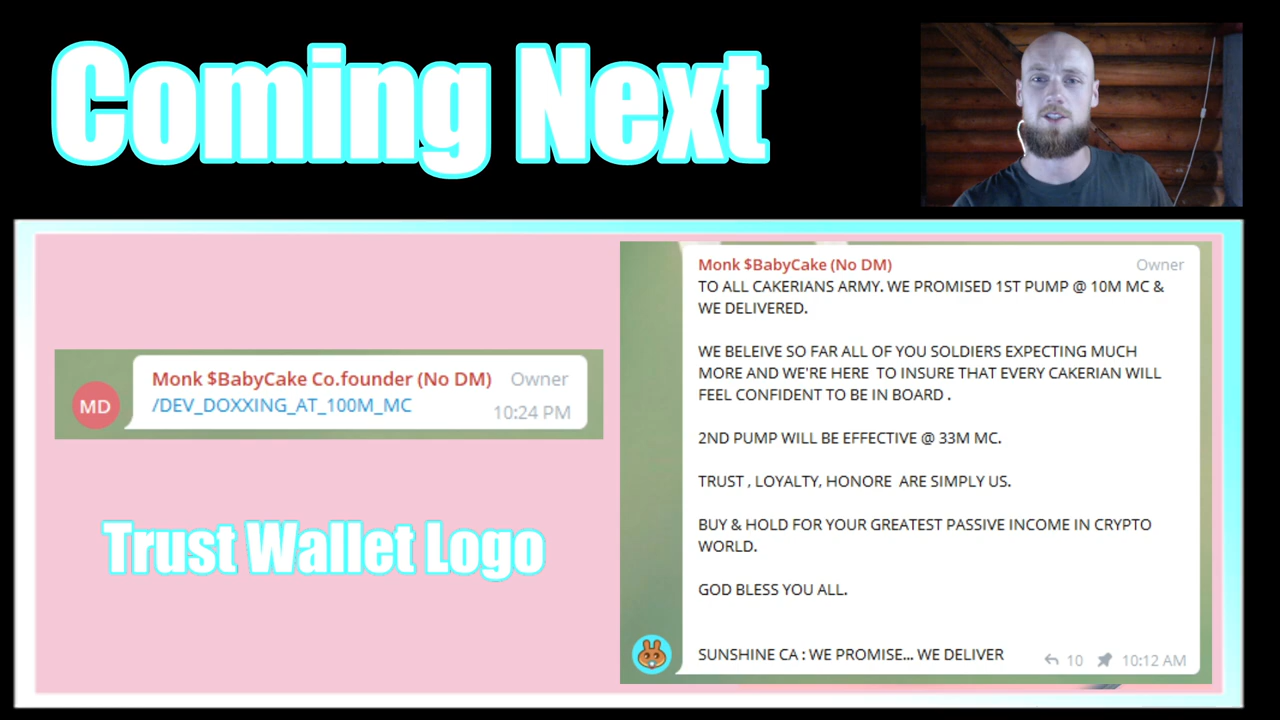 Coming Next
Monk $BabyCake Co.founder (No DM) Owner
MD
/DEV_DOXXING_AT_100M_MC
10:24 PM
Trust Wallet Logo
Monk $BabyCake (No DM) Owner
TO ALL CAKERIANS ARMY. WE PROMISED 1ST PUMP @ 10M MC &
WE DELIVERED.
WE BELEIVE SO FAR ALL OF YOU SOLDIERS EXPECTING MUCH
MORE AND WE'RE HERE TO INSURE THAT EVERY CAKERIAN WILL
FEEL CONFIDENT TO BE IN BOARD .
2ND PUMP WILL BE EFFECTIVE @ 33M MC.
TRUST , LOYALTY, HONORE ARE SIMPLY US.
BUY & HOLD FOR YOUR GREATEST PASSIVE INCOME IN CRYPTO
WORLD.
GOD BLESS YOU ALL.
SUNSHINE CA : WE PROMISE... WE DELIVER
10 10:12 AM